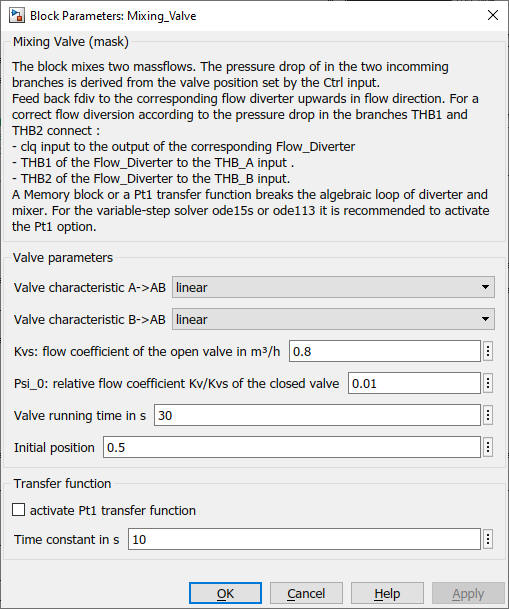 Block Parameters: Mixing_Valve
Mixing Valve (mask)
The block mixes two massflows. The pressure drop of in the two incomming
branches is derived from the valve position set by the Ctrl input.
Feed back fdiv to the corresponding flow diverter upwards in flow direction. For a
correct flow diversion according to the pressure drop in the branches THB1 and
THB2 connect :
- clq input to the output of the corresponding Flow_Diverter
- THB1 of the Flow_Diverter to the THB_A input .
- THB2 of the Flow_Diverter to the THB_B input.
A Memory block or a Pt1 transfer function breaks the algebraic loop of diverter and
mixer. For the variable-step solver ode15s or ode113 it is recommended to activate
the Pt1 option.
Valve parameters
Valve characteristic A->AB linear
Valve characteristic B->AB linear
Kvs: flow coefficient of the open valve in m³/h 0.8
Psi_0: relative flow coefficient Kv/Kvs of the closed valve 0.01
Valve running time in s 30
Initial position 0.5
Transfer function
activate Pt1 transfer function
Time constant in s 10
OK Cancel Help Apply